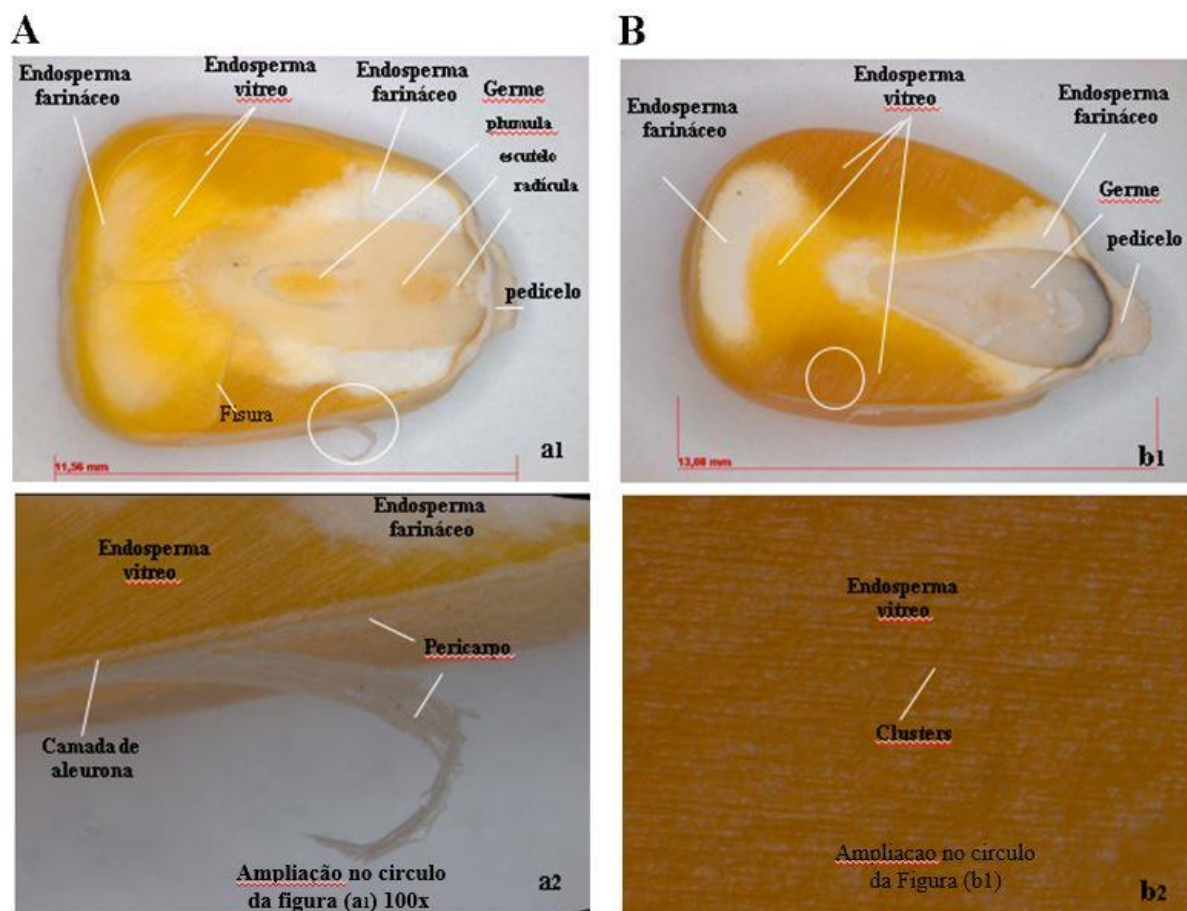 A
Endosperma
farináceo
Endosperma
vitreo
Endosperma
farináceo
Germe
plumula
escutelo
radícula
pedicelo
Fisura
11,56 mm
a1
B
Endosperma
farináceo
Endosperma
vitreo
Endosperma
farináceo
Germe
pedicelo
13,08 mm
b1
Endosperma
farináceo
Endosperma
vitreo
Pericarpo
Camada de
aleurona
Ampliação no circulo
da figura (a1) 100x
a2
Endosperma
vitreo
Clusters
Ampliaçao no circulo
da Figura (b1)
b2